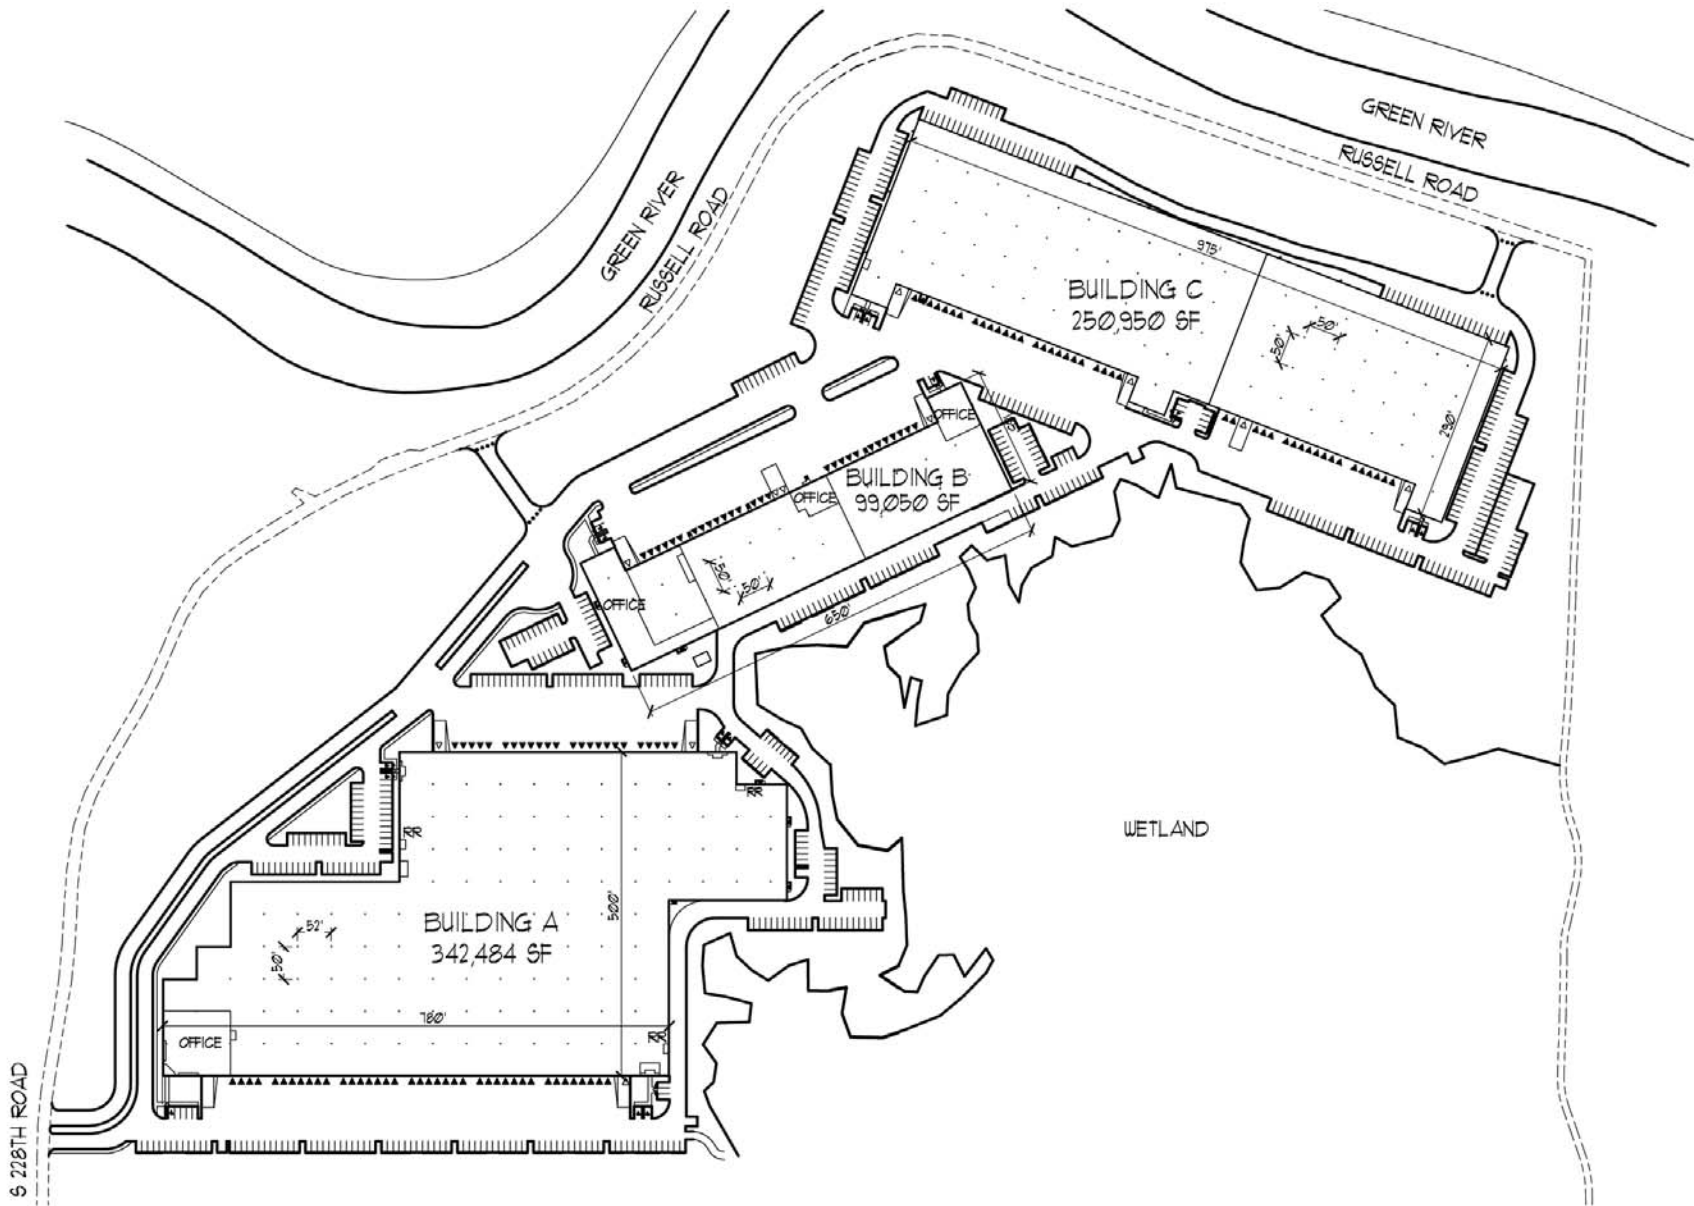 GREEN RIVER
RUSSELL ROAD
GREEN RIVER
RUSSELL ROAD
975'
BUILDING C
250,950 SF
50'
50'
290'
OFFICE
BUILDING B
99,050 SF
OFFICE
50'
50'
OFFICE
650'
RR
RR
WETLAND
500'
BUILDING A
342,484 SF
52'
50'
780'
OFFICE
RR
S 228TH ROAD